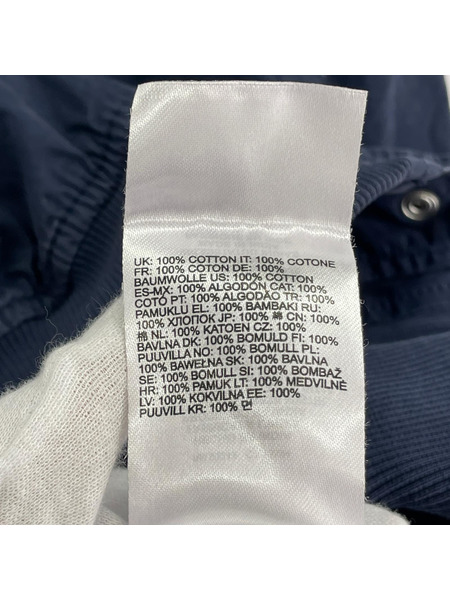 UK: 100% COTTON IT: 100% COTONE
FR: 100% COTON DE: 100%
BAUMWOLLE US: 100% COTTON
ES-MX: 100% ALGODÓN CAT: 100%
COTÓ PT: 100% ALGODÃO TR: 100%
PAMUKLU EL: 100% BAMBAKI RU:
100% ХЛОПОК JP: 100% 綿 CN: 100%
棉 NL: 100% KATOEN CZ: 100%
BAVLNA DK: 100% BOMULD FI: 100%
PUUVILLA NO: 100% BOMULL PL:
100% BAWEŁNA SK: 100% BAVLNA
SE: 100% BOMULL SI: 100% BOMBAŽ
HR: 100% PAMUK LT: 100% MEDVILNĖ
LV: 100% KOKVILNA EE: 100%
PUUVILL KR: 100% 면